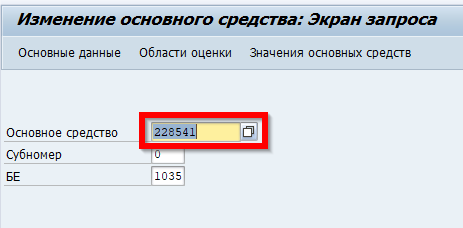 Изменение основного средства: Экран запроса
Основные данные Области оценки Значения основных средств
Основное средство 228541
Субномер 0
БЕ 1035